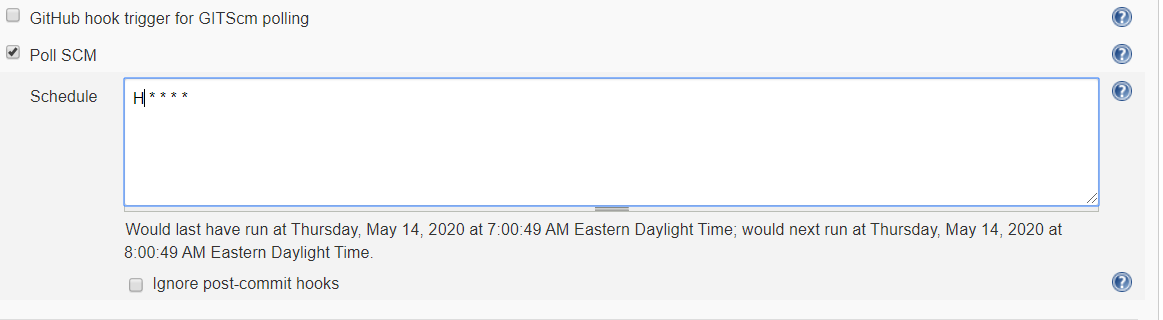 GitHub hook trigger for GITScm polling
?
Poll SCM
?
Schedule
H * * * *
?
Would last have run at Thursday, May 14, 2020 at 7:00:49 AM Eastern Daylight Time; would next run at Thursday, May 14, 2020 at
8:00:49 AM Eastern Daylight Time.
Ignore post-commit hooks
?